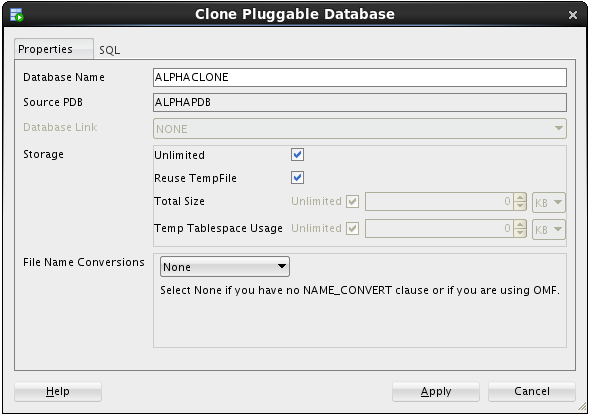 Clone Pluggable Database
Properties SQL
Database Name ALPHACLONE
Source PDB ALPHAPDB
Database Link NONE
Storage Unlimited
Reuse TempFile
Total Size Unlimited 0 KB
Temp Tablespace Usage Unlimited 0 KB
File Name Conversions None
Select None if you have no NAME_CONVERT clause or if you are using OMF.
Help Apply Cancel